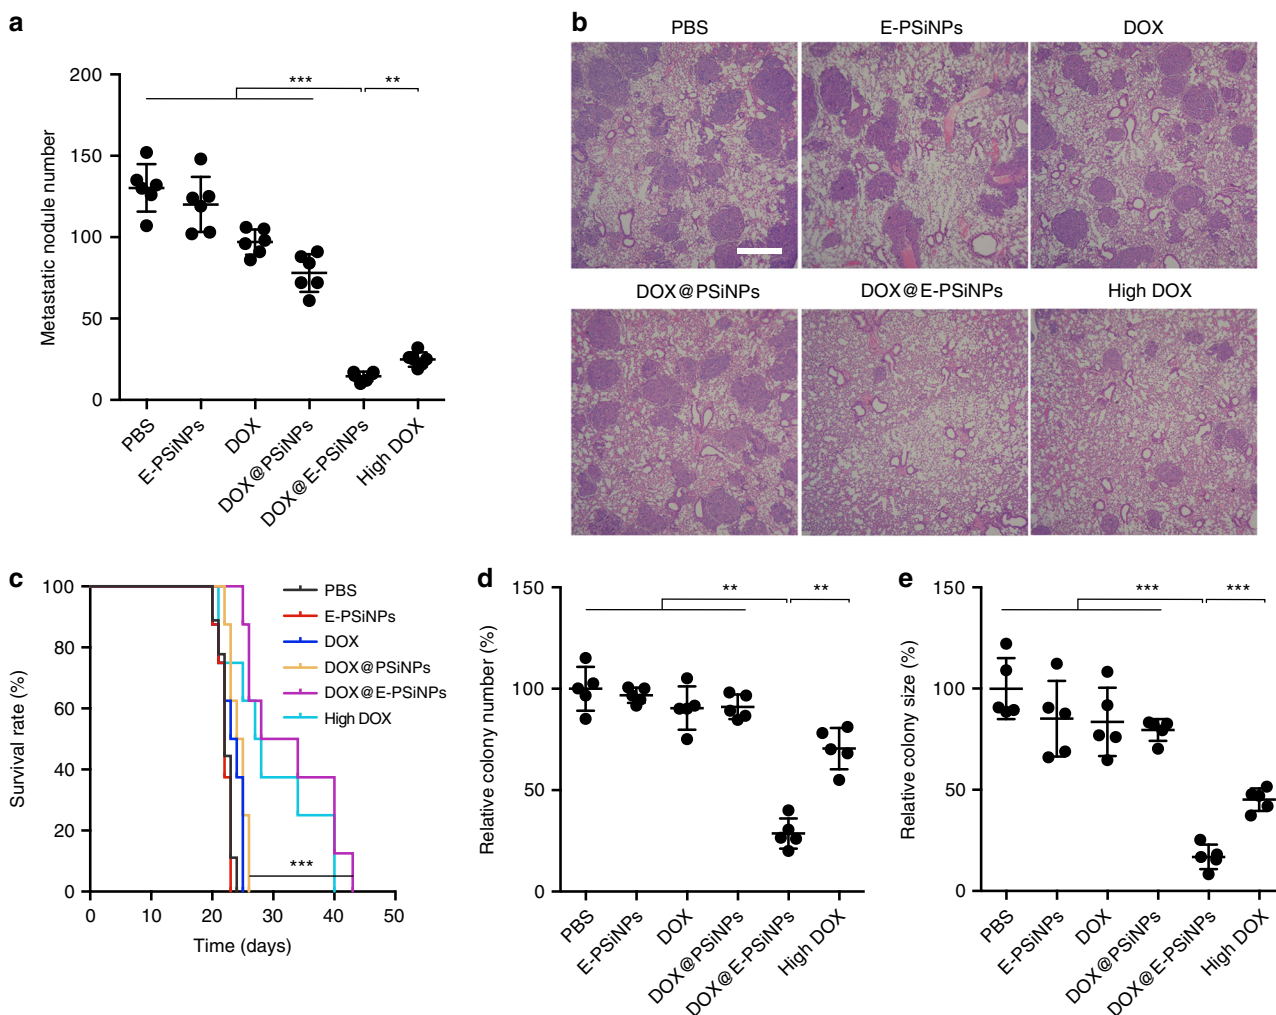 a
Metastatic nodule number
200
150
100
50
0
***
**
PBS
E-PSiNPs
DOX
DOX@PSiNPs
DOX@E-PSiNPs
High DOX
b
PBS
E-PSiNPs
DOX
DOX@PSiNPs
DOX@E-PSiNPs
High DOX
c
Survival rate (%)
100
80
60
40
20
0
0
10
20
30
40
50
Time (days)
PBS
E-PSiNPs
DOX
DOX@PSiNPs
DOX@E-PSiNPs
High DOX
***
d
Relative colony number (%)
150
100
50
0
**
**
PBS
E-PSiNPs
DOX
DOX@PSiNPs
DOX@E-PSiNPs
High DOX
e
Relative colony size (%)
150
100
50
0
***
***
PBS
E-PSiNPs
DOX
DOX@PSiNPs
DOX@E-PSiNPs
High DOX